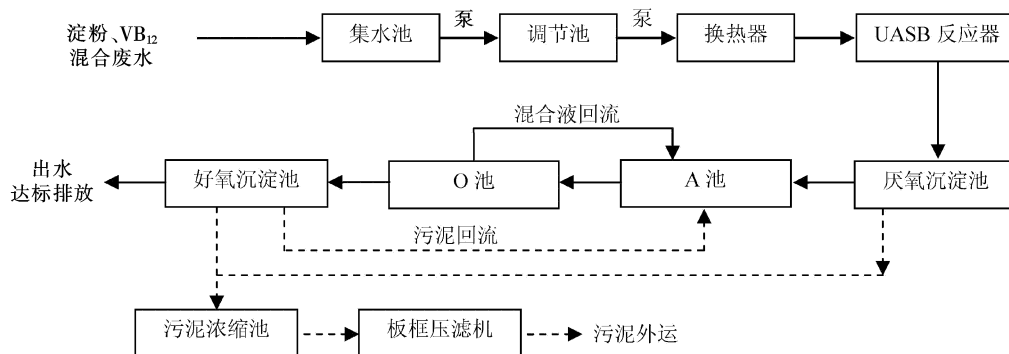 泵
泵
淀粉、VB₁₂
混合废水
集水池
调节池
换热器
UASB 反应器
混合液回流
出水
达标排放
好氧沉淀池
O 池
A 池
厌氧沉淀池
污泥回流
污泥浓缩池
板框压滤机
污泥外运